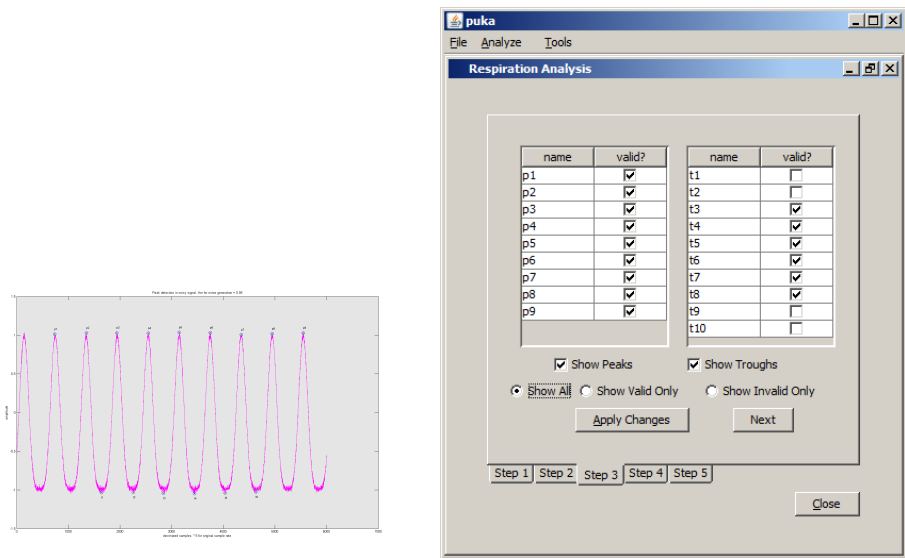 puka
File Analyze Tools
Respiration Analysis
name valid? name valid?
p1 t1
p2 t2
p3 t3
p4 t4
p5 t5
p6 t6
p7 t7
p8 t8
p9 t9
t10
Show Peaks Show Troughs
Show All Show Valid Only Show Invalid Only
Apply Changes Next
Step 1 Step 2 Step 3 Step 4 Step 5
Close
amplitude